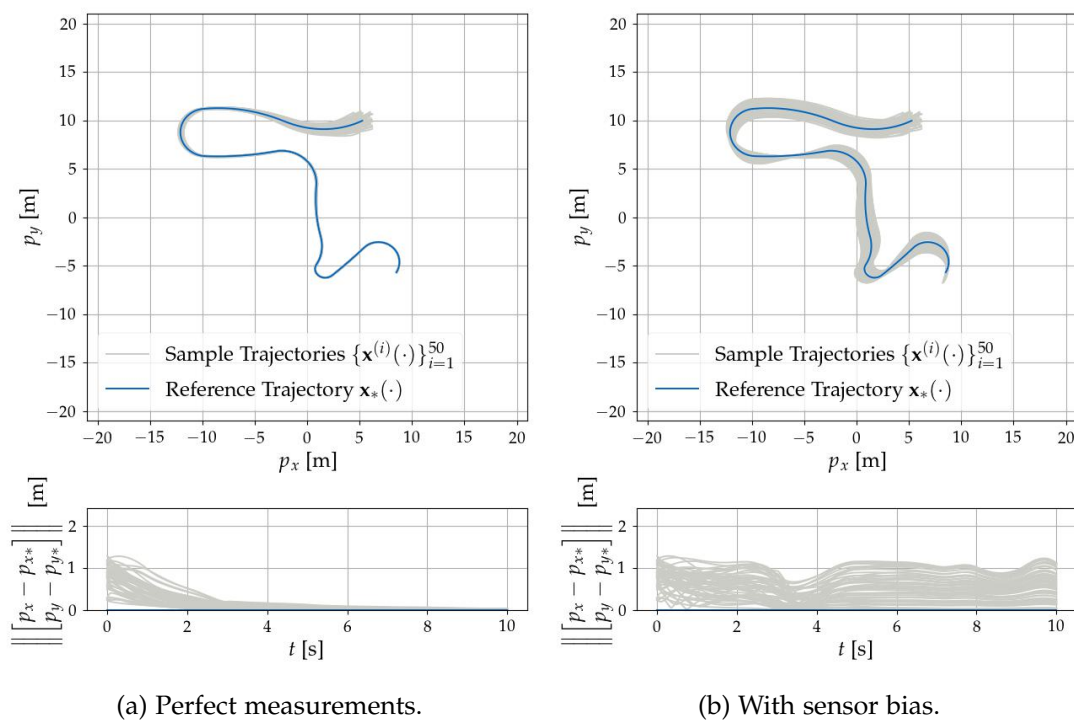 20
15
10
5
0
−5
−10
−15
−20
p_y [m]
Sample Trajectories {x^(i)(·)}_{i=1}^{50}
Reference Trajectory x_*(·)
−20 −15 −10 −5 0 5 10 15 20
p_x [m]
20
15
10
5
0
−5
−10
−15
−20
p_y [m]
Sample Trajectories {x^(i)(·)}_{i=1}^{50}
Reference Trajectory x_*(·)
−20 −15 −10 −5 0 5 10 15 20
p_x [m]
‖[p_x − p_{x*}
p_y − p_{y*}]‖ [m]
2
1
0
0 2 4 6 8 10
t [s]
‖[p_x − p_{x*}
p_y − p_{y*}]‖ [m]
2
1
0
0 2 4 6 8 10
t [s]
(a) Perfect measurements.
(b) With sensor bias.